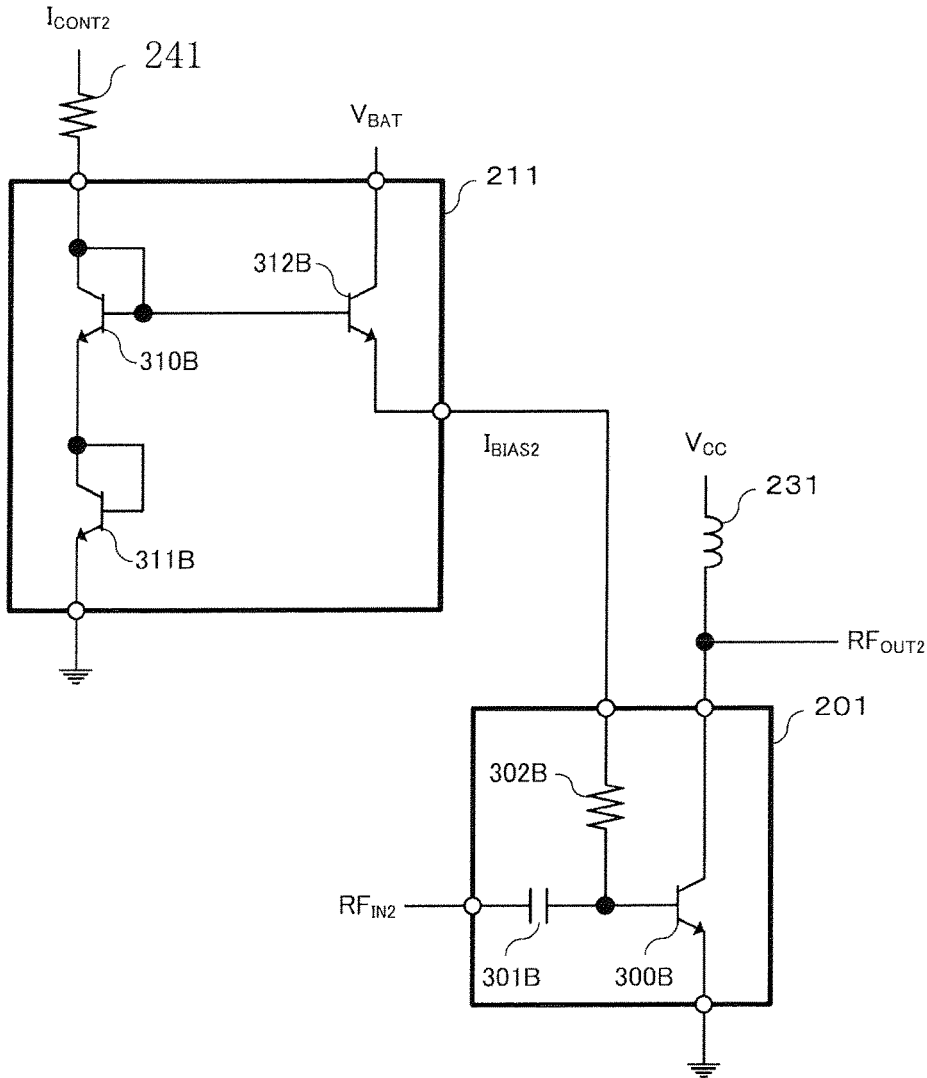 I_CONT2
241
V_BAT
211
312B
310B
I_BIAS2
V_CC
231
311B
RF_OUT2
201
302B
RF_IN2
301B
300B